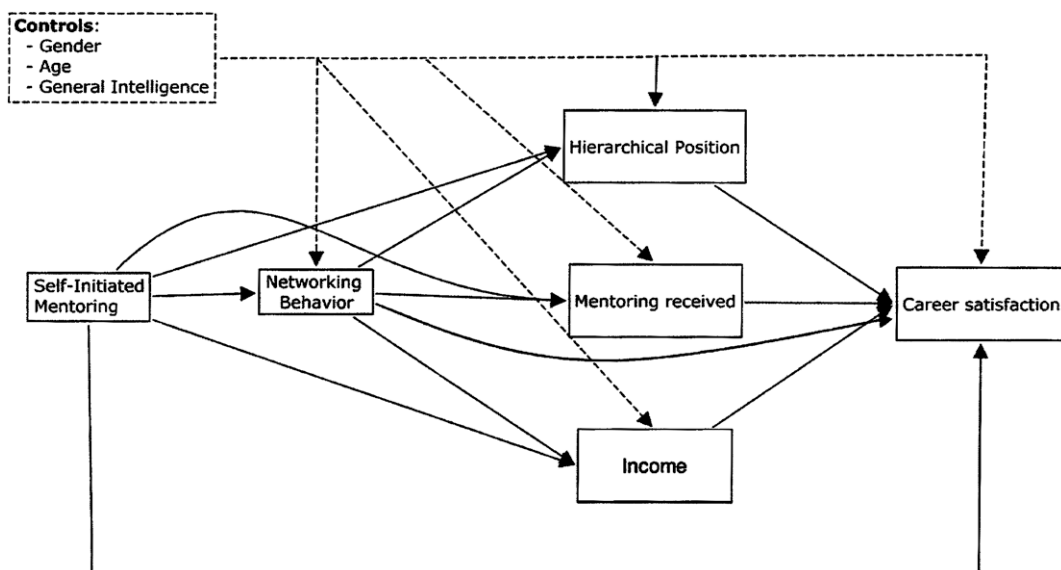 Controls:
- Gender
- Age
- General Intelligence
Hierarchical Position
Self-Initiated
Mentoring
Networking
Behavior
Mentoring received
Career satisfaction
Income